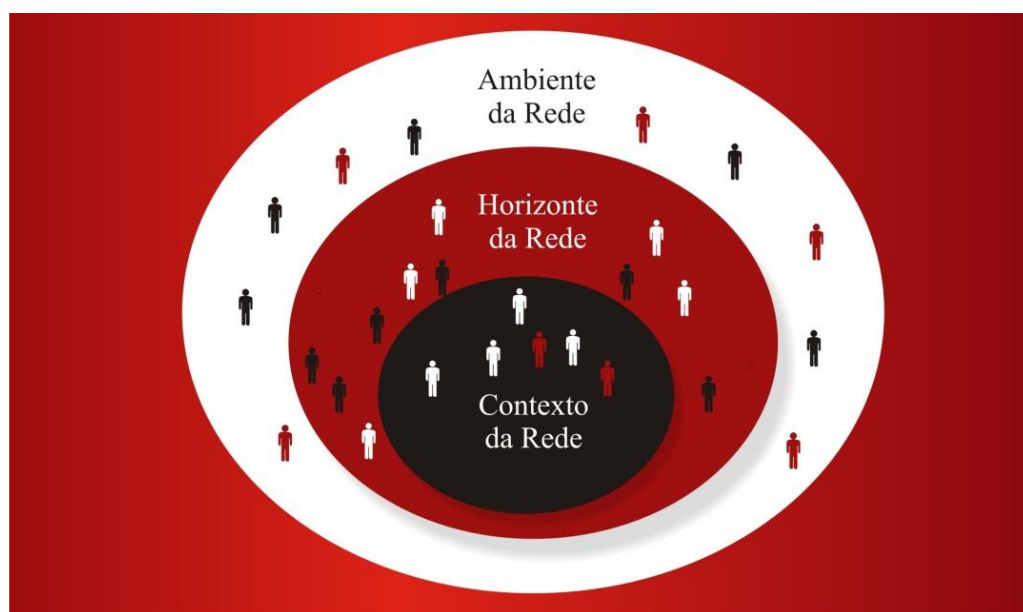 Ambiente
da Rede
Horizonte
da Rede
Contexto
da Rede